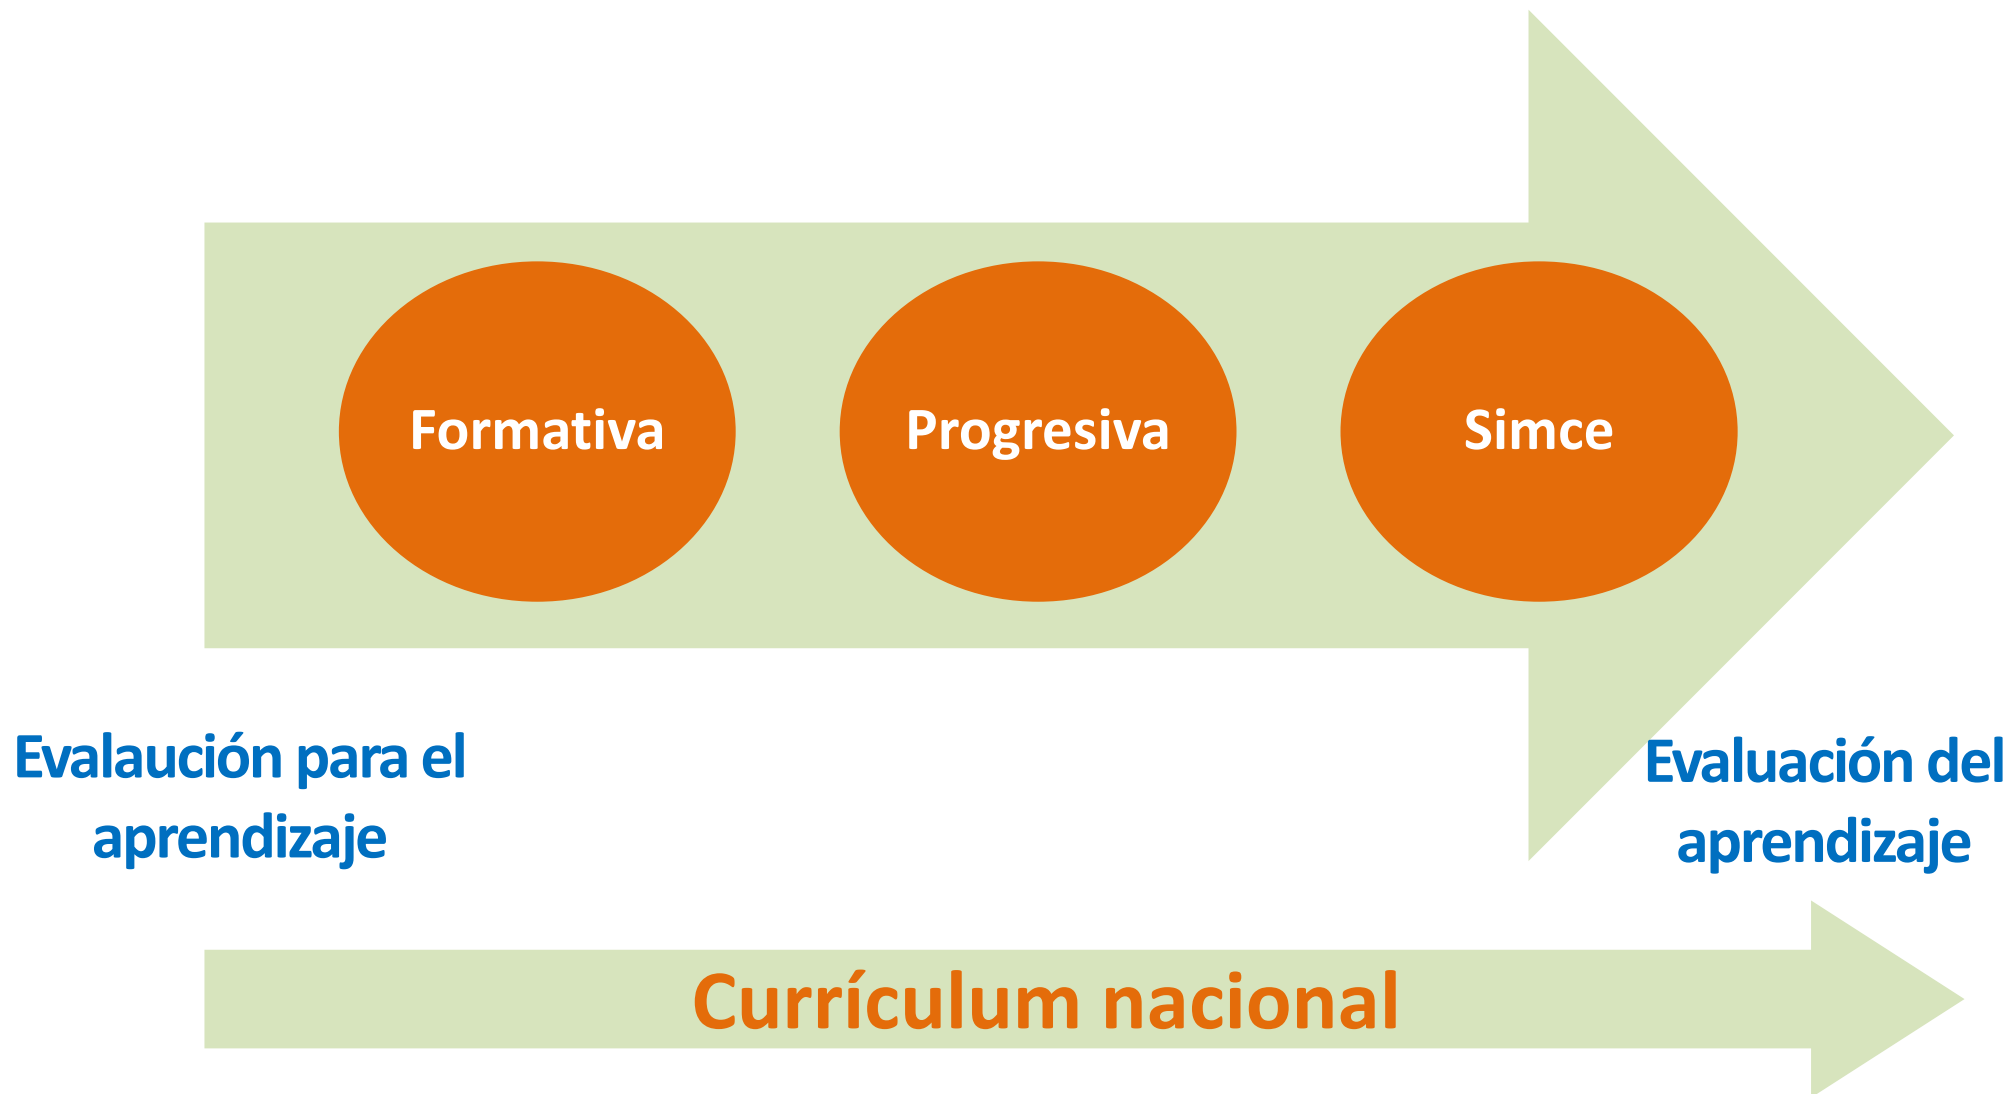 Formativa
Progresiva
Simce
Evalaución para el
aprendizaje
Evaluación del
aprendizaje
Currículum nacional